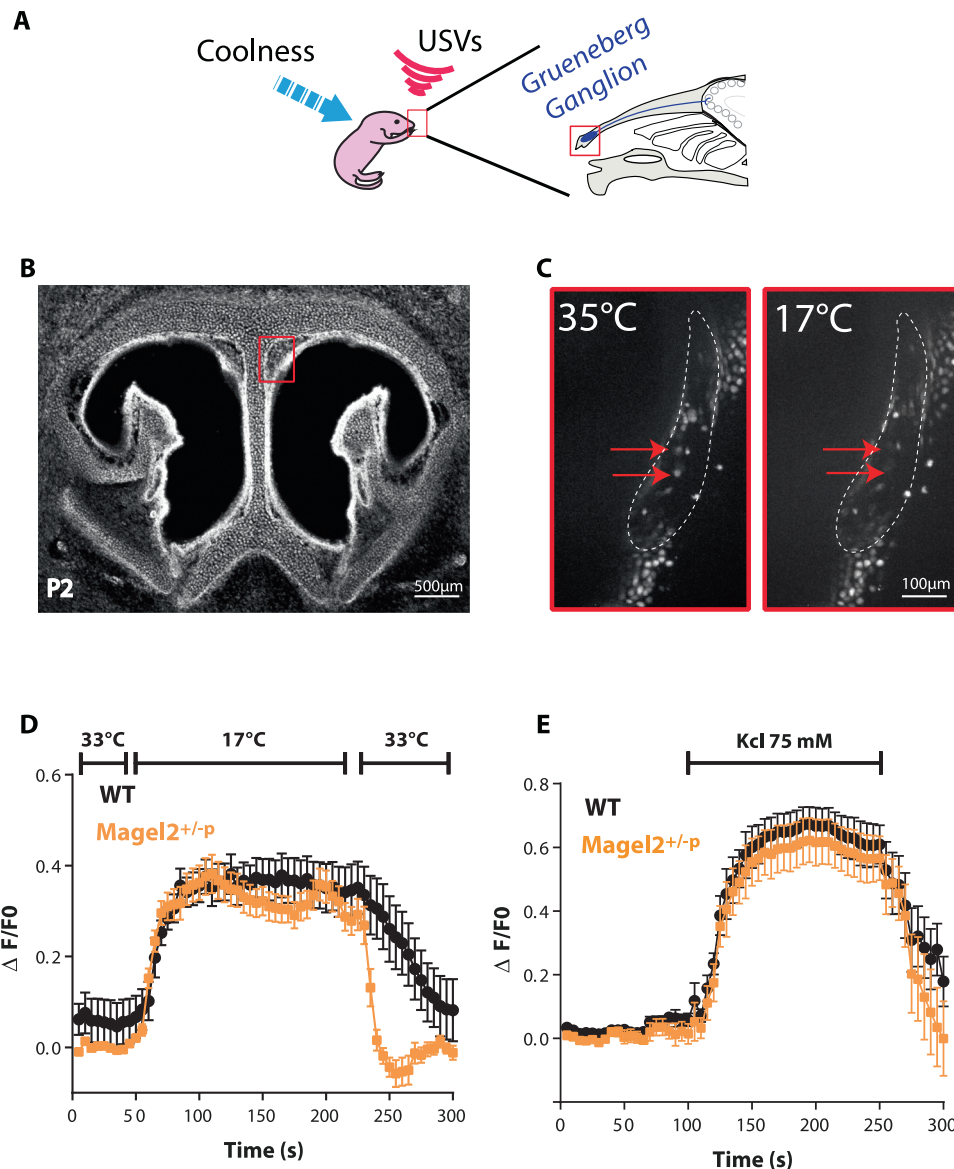 A
Coolness
USVs
Grueneberg
Ganglion
B
P2
500µm
C
35°C
17°C
100µm
D
33°C
17°C
33°C
WT
Magel2+/-p
0.6
0.4
0.2
0.0
Δ F/F0
0
50
100
150
200
250
300
Time (s)
E
Kcl 75 mM
WT
Magel2+/-p
0.8
0.6
0.4
0.2
0.0
Δ F/F0
0
50
100
150
200
250
300
Time (s)